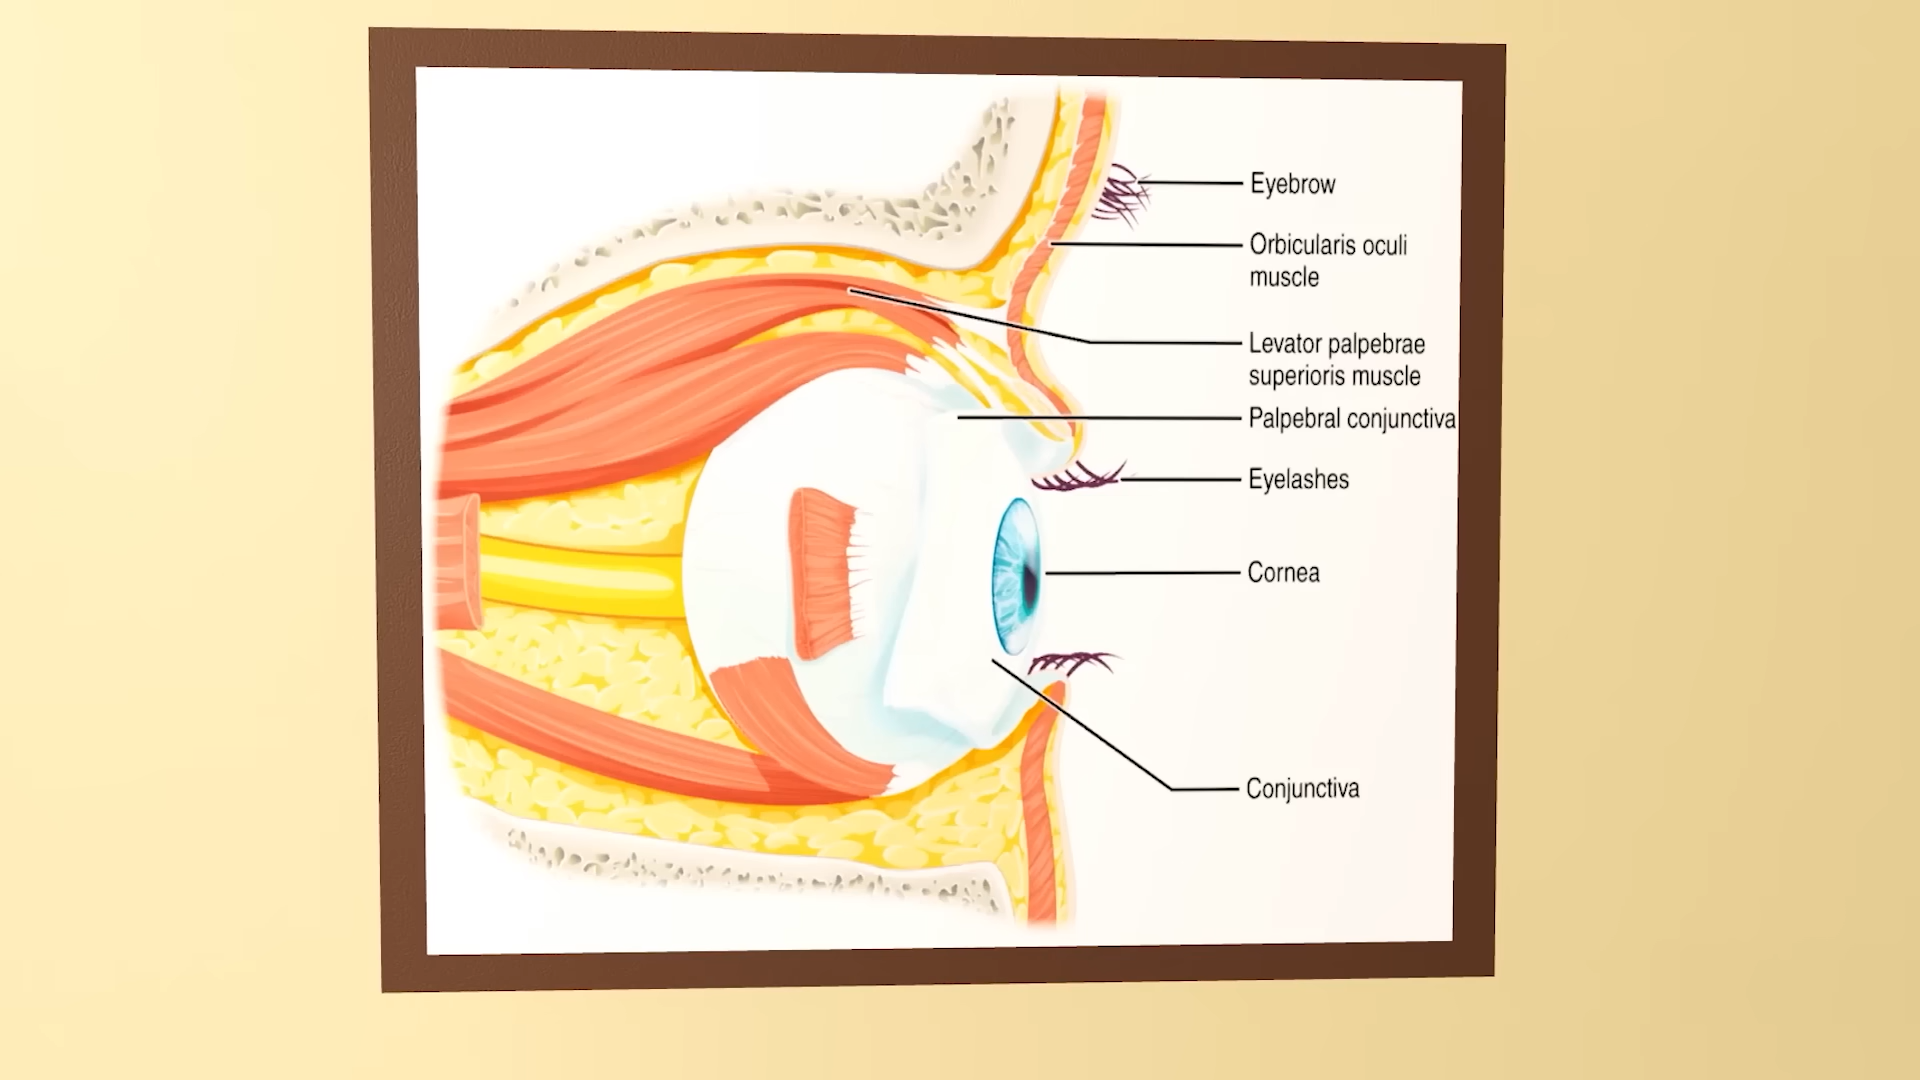 Eyebrow
Orbicularis oculi
muscle
Levator palpebrae
superioris muscle
Palpebral conjunctiva
Eyelashes
Cornea
Conjunctiva